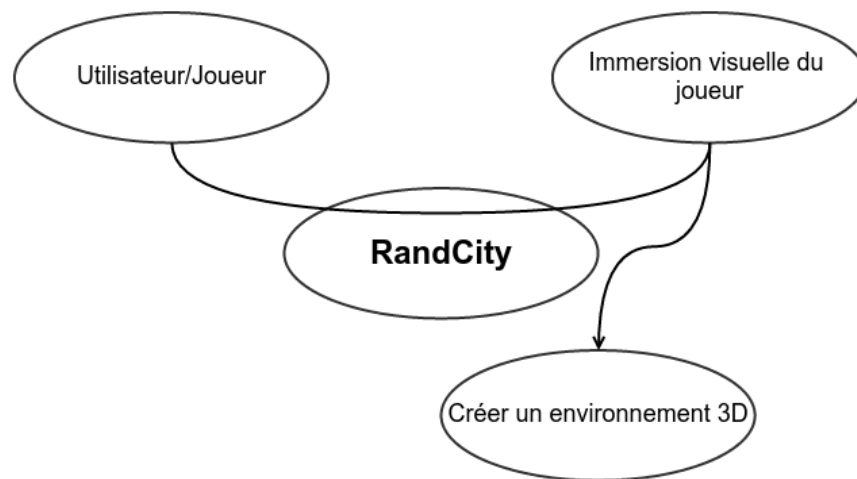 Utilisateur/Joueur
Immersion visuelle du
joueur
RandCity
Créer un environnement 3D